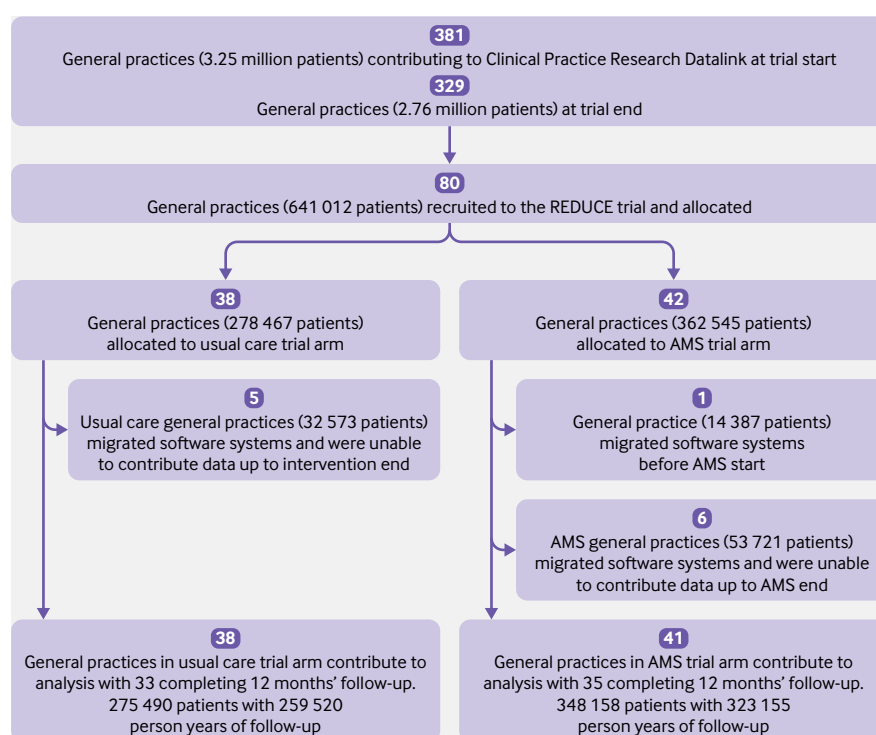 381
General practices (3.25 million patients) contributing to Clinical Practice Research Datalink at trial start
329
General practices (2.76 million patients) at trial end
80
General practices (641 012 patients) recruited to the REDUCE trial and allocated
38
General practices (278 467 patients)
allocated to usual care trial arm
42
General practices (362 545 patients)
allocated to AMS trial arm
5
Usual care general practices (32 573 patients)
migrated software systems and were unable
to contribute data up to intervention end
1
General practice (14 387 patients)
migrated software systems
before AMS start
6
AMS general practices (53 721 patients)
migrated software systems and were unable
to contribute data up to AMS end
38
General practices in usual care trial arm contribute to
analysis with 33 completing 12 months’ follow-up.
275 490 patients with 259 520
person years of follow-up
41
General practices in AMS trial arm contribute to
analysis with 35 completing 12 months’ follow-up.
348 158 patients with 323 155
person years of follow-up